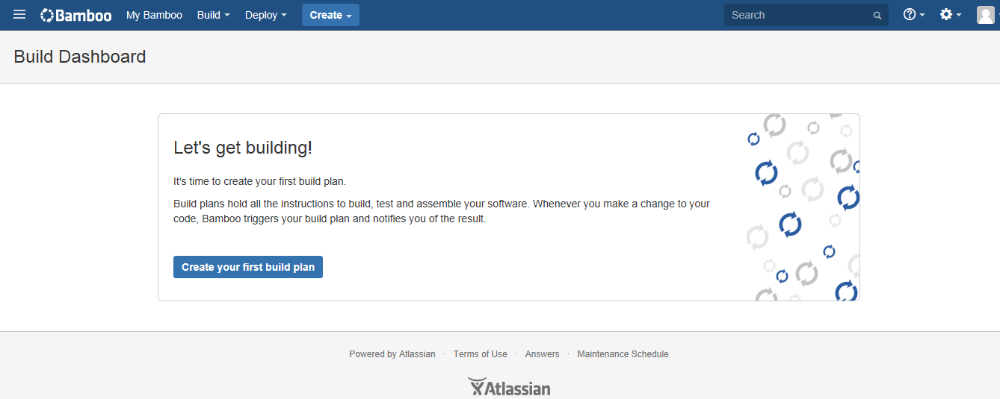 Bamboo My Bamboo Build Deploy Create Search
Build Dashboard
Let's get building!
It's time to create your first build plan.
Build plans hold all the instructions to build, test and assemble your software. Whenever you make a change to your
code, Bamboo triggers your build plan and notifies you of the result.
Create your first build plan
Powered by Atlassian · Terms of Use · Answers · Maintenance Schedule
Atlassian